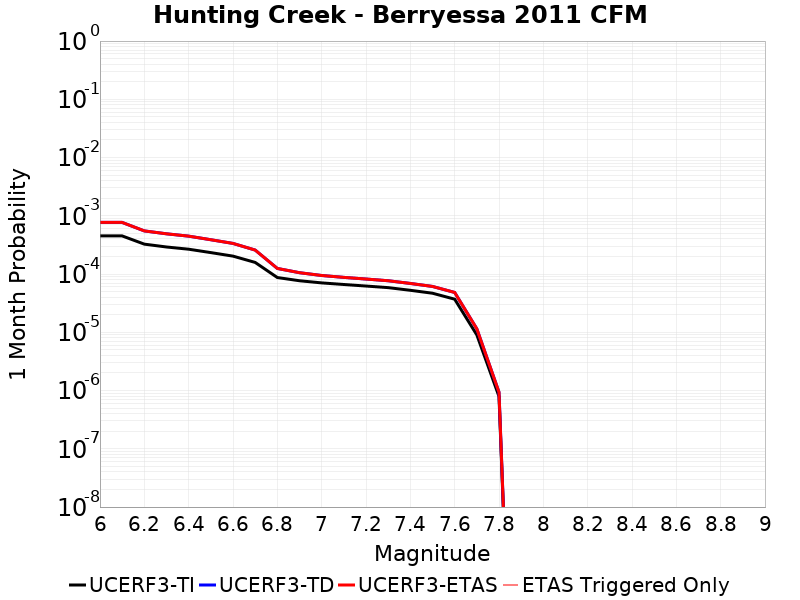 Hunting Creek - Berryessa 2011 CFM
10^0
10^-1
10^-2
10^-3
10^-4
10^-5
10^-6
10^-7
10^-8
1 Month Probability
6 6.2 6.4 6.6 6.8 7 7.2 7.4 7.6 7.8 8 8.2 8.4 8.6 8.8 9
Magnitude
UCERF3-TI UCERF3-TD UCERF3-ETAS ETAS Triggered Only